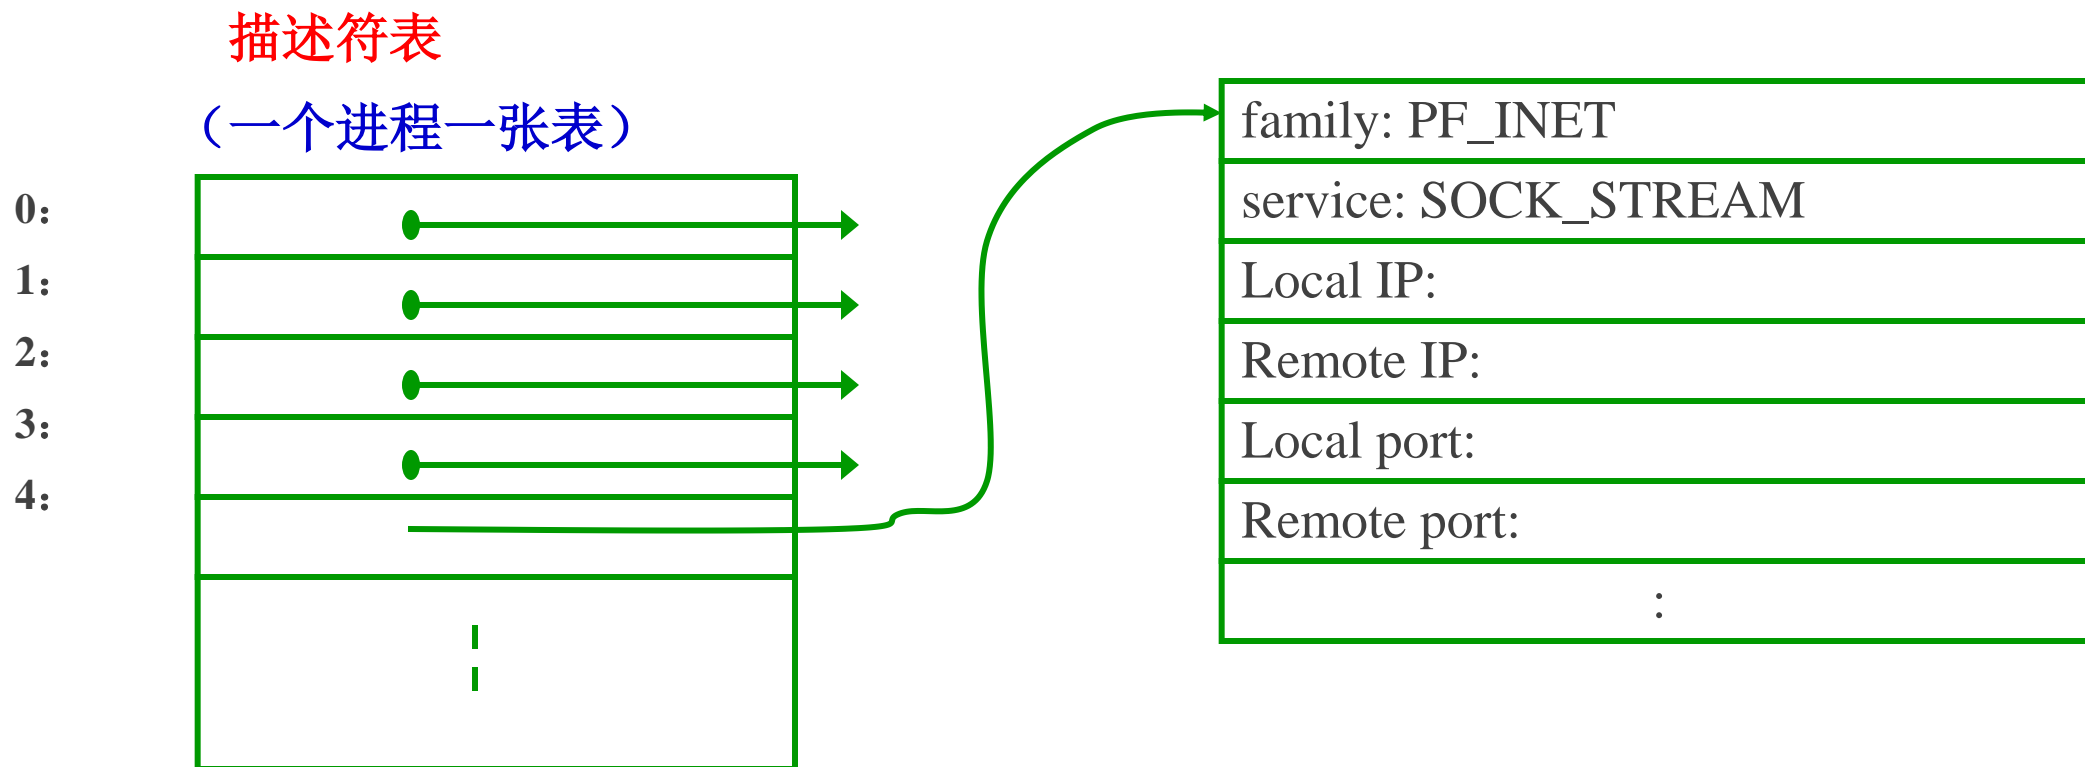 描述符表
（一个进程一张表）
0：
1：
2：
3：
4：
family: PF_INET
service: SOCK_STREAM
Local IP:
Remote IP:
Local port:
Remote port:
: